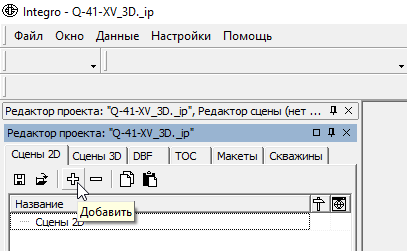 Integro - Q-41-XV_3D._ip
Файл Окно Данные Настройки Помощь
Редактор проекта: "Q-41-XV_3D._ip", Редактор сцены (нет ...
Редактор проекта: "Q-41-XV_3D._ip"
Сцены 2D Сцены 3D DBF ТОС Макеты Скважины
Название
Добавить
Сцены 2D